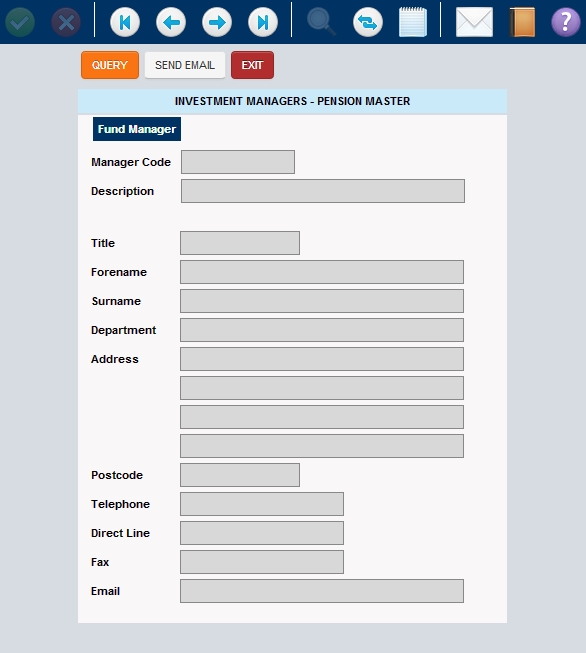 ?
QUERY SEND EMAIL EXIT
INVESTMENT MANAGERS - PENSION MASTER
Fund Manager
Manager Code
Description
Title
Forename
Surname
Department
Address
Postcode
Telephone
Direct Line
Fax
Email